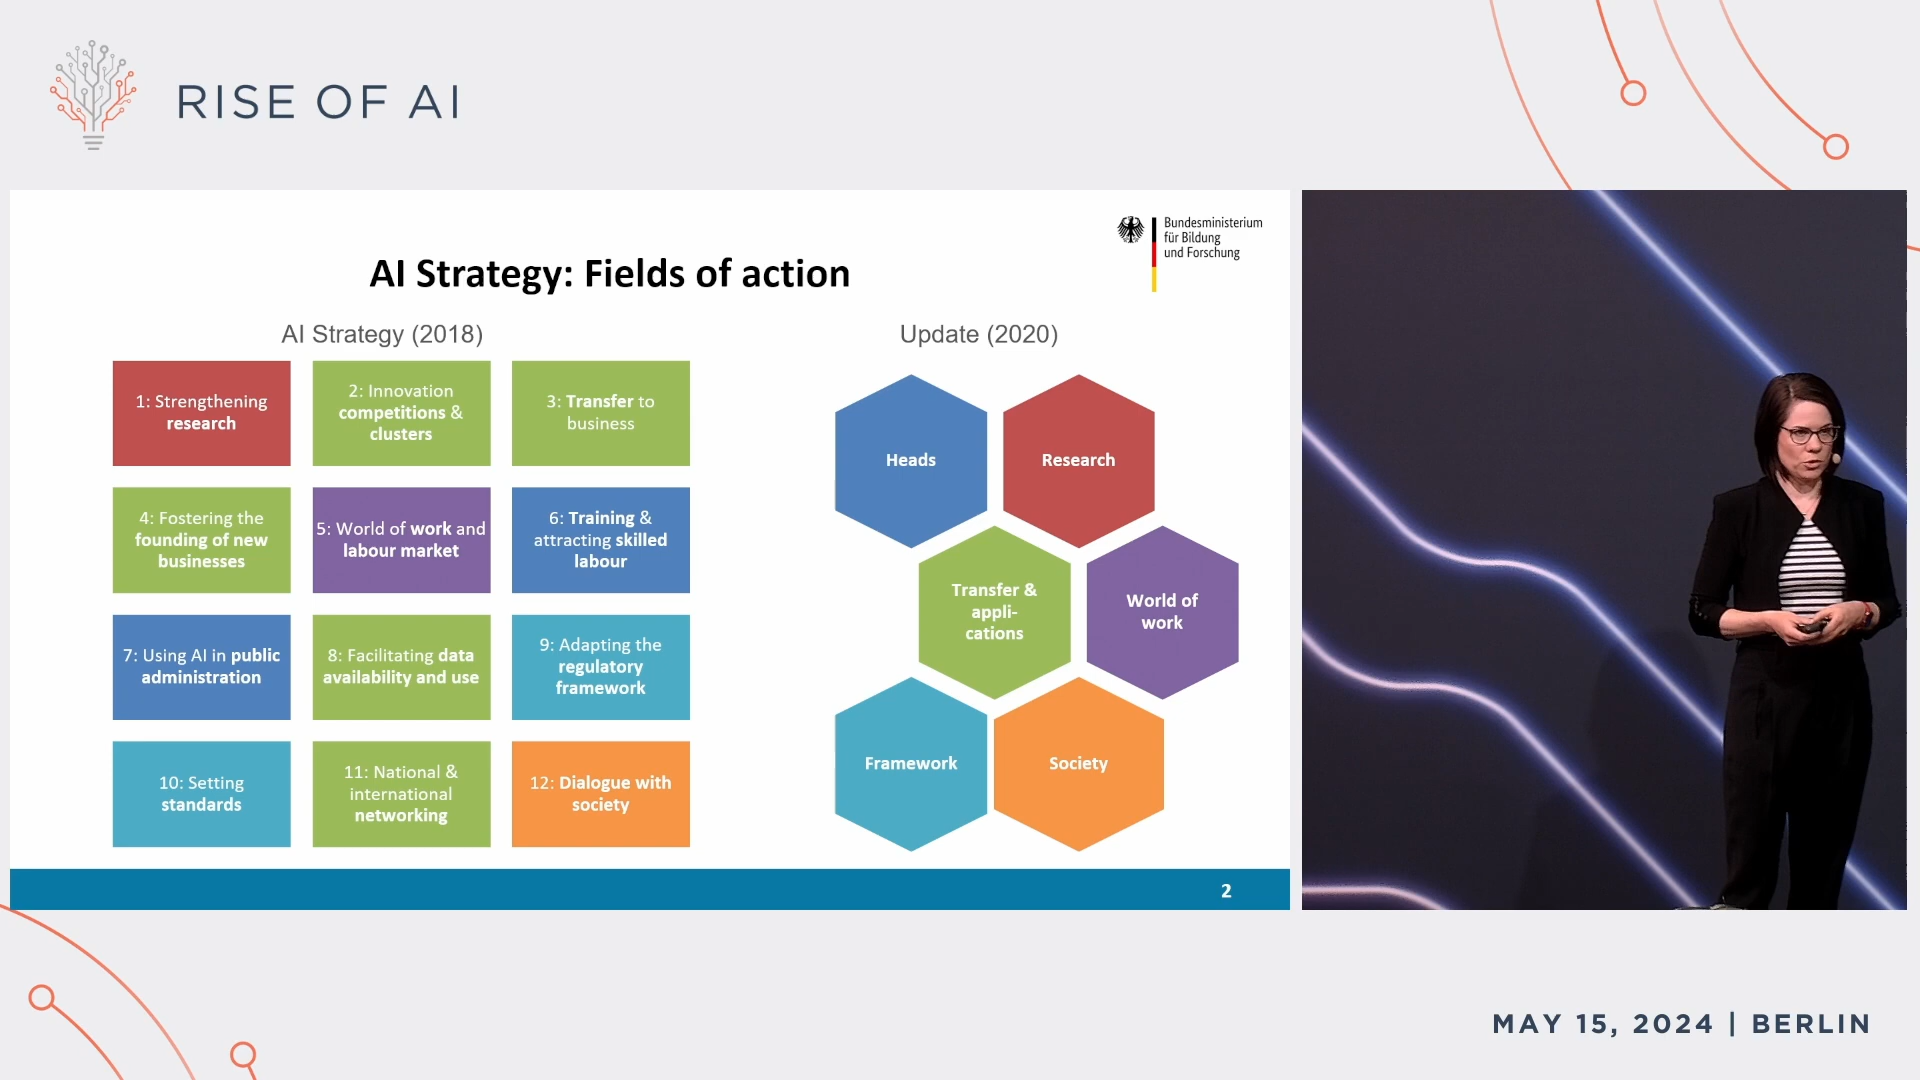 RISE OF AI
Bundesministerium
für Bildung
und Forschung
AI Strategy: Fields of action
AI Strategy (2018)
1: Strengthening
research
2: Innovation
competitions &
clusters
3: Transfer to
business
4: Fostering the
founding of new
businesses
5: World of work and
labour market
6: Training &
attracting skilled
labour
7: Using AI in public
administration
8: Facilitating data
availability and use
9: Adapting the
regulatory
framework
10: Setting
standards
11: National &
international
networking
12: Dialogue with
society
Update (2020)
Heads
Research
Transfer &
appli-
cations
World of
work
Framework
Society
2
MAY 15, 2024 | BERLIN